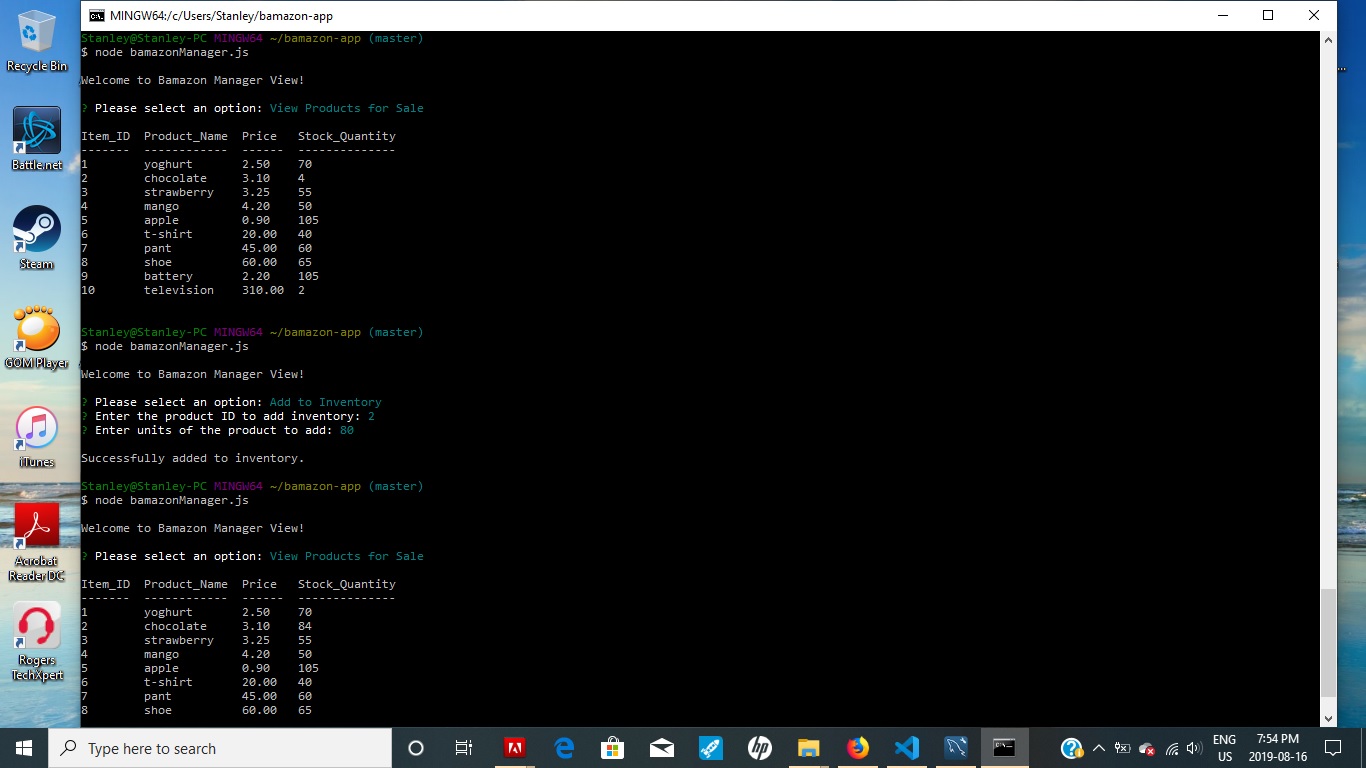 MINGW64:/c/Users/Stanley/bamazon-app
Recycle Bin
Battle.net
Steam
GOM Player
iTunes
Acrobat
Reader DC
Rogers
TechXpert
Stanley@Stanley-PC MINGW64 ~/bamazon-app (master)
$ node bamazonManager.js
Welcome to Bamazon Manager View!
? Please select an option: View Products for Sale
Item_ID  Product_Name  Price   Stock_Quantity
-------  ------------  ------  --------------
1        yoghurt       2.50    70
2        chocolate     3.10    4
3        strawberry    3.25    55
4        mango         4.20    50
5        apple         0.90    105
6        t-shirt       20.00   40
7        pant          45.00   60
8        shoe          60.00   65
9        battery       2.20    105
10       television    310.00  2
Stanley@Stanley-PC MINGW64 ~/bamazon-app (master)
$ node bamazonManager.js
Welcome to Bamazon Manager View!
? Please select an option: Add to Inventory
? Enter the product ID to add inventory: 2
? Enter units of the product to add: 80
Successfully added to inventory.
Stanley@Stanley-PC MINGW64 ~/bamazon-app (master)
$ node bamazonManager.js
Welcome to Bamazon Manager View!
? Please select an option: View Products for Sale
Item_ID  Product_Name  Price   Stock_Quantity
-------  ------------  ------  --------------
1        yoghurt       2.50    70
2        chocolate     3.10    84
3        strawberry    3.25    55
4        mango         4.20    50
5        apple         0.90    105
6        t-shirt       20.00   40
7        pant          45.00   60
8        shoe          60.00   65
Type here to search
hp
ENG
US
7:54 PM
2019-08-16